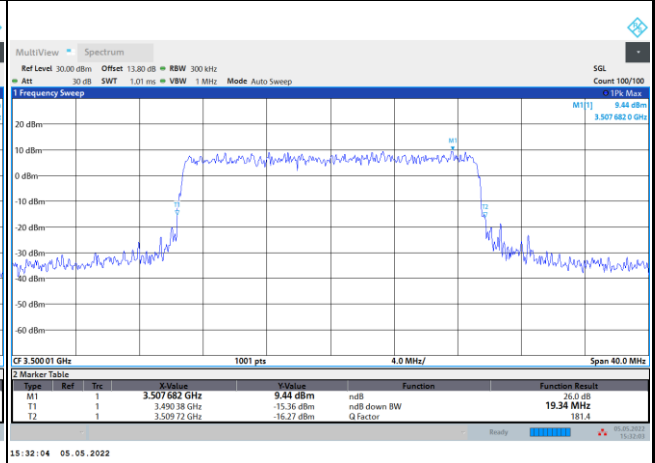 MultiView Spectrum
Ref Level 30.00 dBm Offset 13.80 dB RBW 300 kHz SGL
Att 30 dB SWT 1.01 ms VBW 1 MHz Mode Auto Sweep Count 100/100
1 Frequency Sweep 1Pk Max
M1[1] 9.44 dBm
3.507 682 0 GHz
20 dBm
M1
10 dBm
0 dBm
-10 dBm
T1 T2
-20 dBm
-30 dBm
-40 dBm
-50 dBm
-60 dBm
CF 3.500 01 GHz 1001 pts 4.0 MHz/ Span 40.0 MHz
2 Marker Table
Type Ref Trc X-Value Y-Value Function Function Result
M1 1 3.507 682 GHz 9.44 dBm ndB 26.0 dB
T1 1 3.490 38 GHz -15.36 dBm ndB down BW 19.34 MHz
T2 1 3.509 72 GHz -16.27 dBm Q Factor 181.4
Ready 05.05.2022
15:32:03
15:32:04 05.05.2022